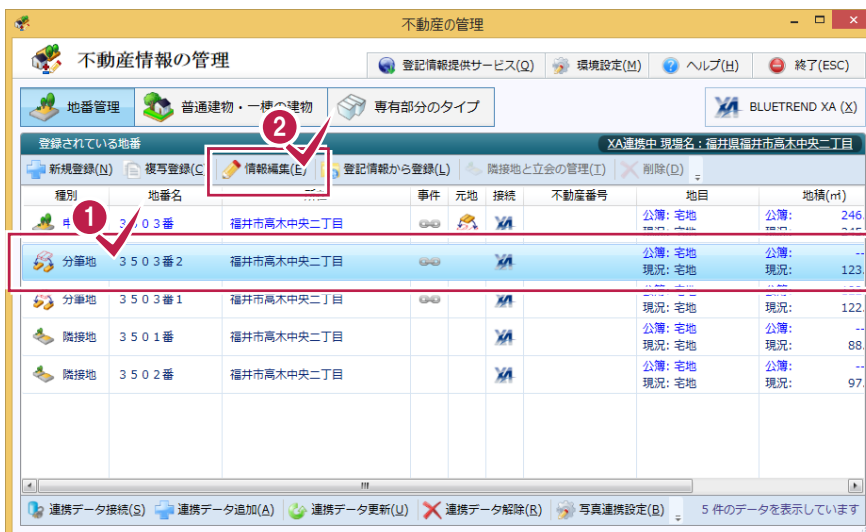 不動産の管理
不動産情報の管理 登記情報提供サービス(O) 環境設定(M) ヘルプ(H) 終了(ESC)
地番管理 普通建物・一棟の建物 専有部分のタイプ BLUETREND XA (X)
2
登録されている地番 XA連携中 現場名：福井県福井市高木中央二丁目
新規登録(N) 複写登録(C 情報編集(E) 登記情報から登録(L) 隣接地と立会の管理(T) 削除(D)
種別 地番名 事件 元地 接続 不動産番号 地目 地積(㎡)
1
3503番 福井市高木中央二丁目 公簿: 宅地 公簿: 246.
分筆地 3503番2 福井市高木中央二丁目 公簿: 宅地 公簿: --
現況: 宅地 現況: 123.
分筆地 3503番1 福井市高木中央二丁目
現況: 宅地 現況: 122.
隣接地 3501番 福井市高木中央二丁目 公簿: 宅地 公簿: --
現況: 宅地 現況: 88.
隣接地 3502番 福井市高木中央二丁目 公簿: 宅地 公簿: --
現況: 宅地 現況: 97.
連携データ接続(S) 連携データ追加(A) 連携データ更新(U) 連携データ解除(R) 写真連携設定(B) 5 件のデータを表示しています